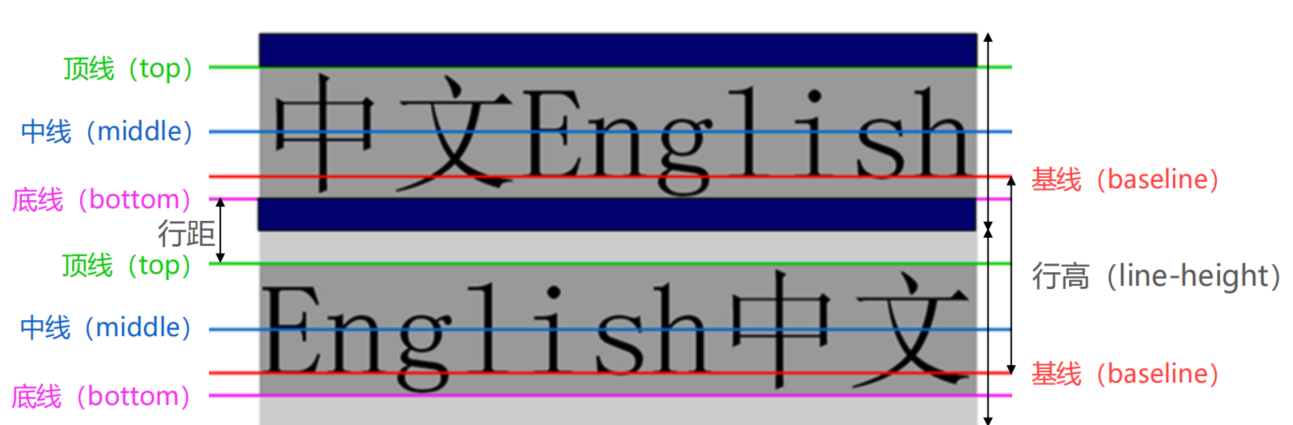 顶线（top）
中文English
中线（middle）
基线（baseline）
底线（bottom）
行距
顶线（top）
行高（line-height）
English中文
中线（middle）
基线（baseline）
底线（bottom）